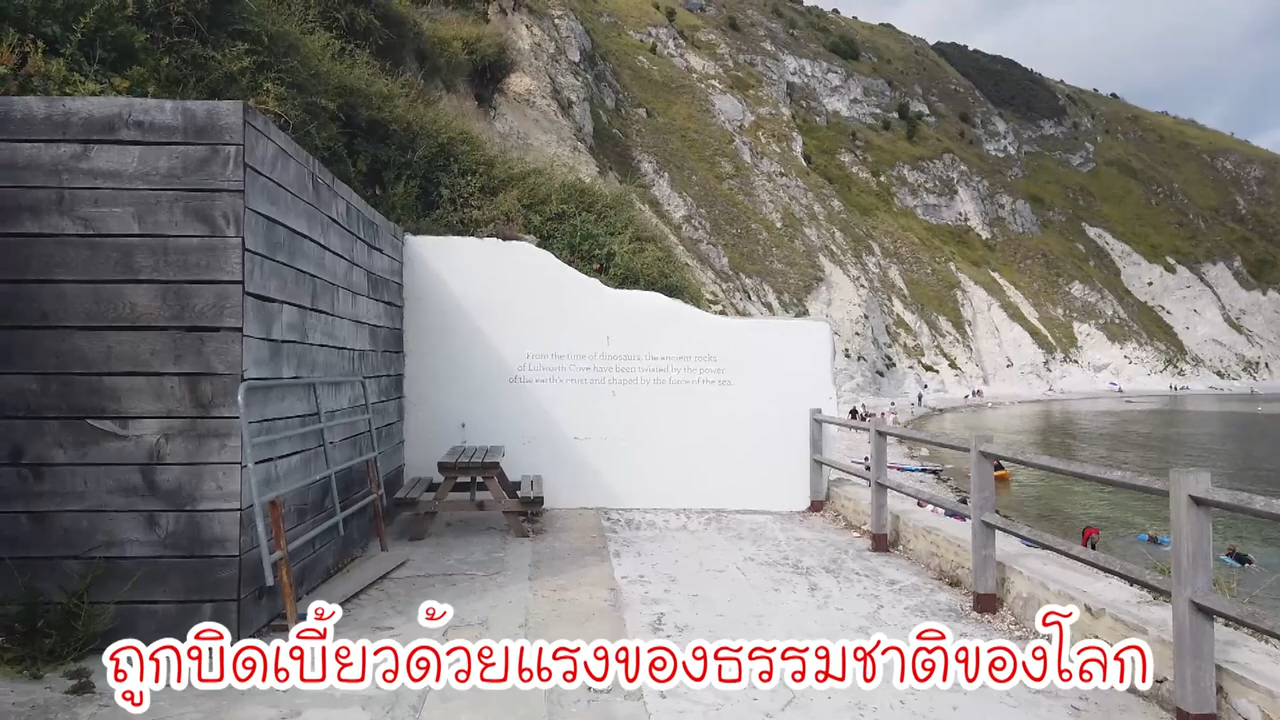 From the time of dinosaurs, the ancient rocks
of Lulworth Cove have been twisted by the power
of the earth's crust and shaped by the force of the sea.
ถูกบิดเบี้ยวด้วยแรงของธรรมชาติของโลก